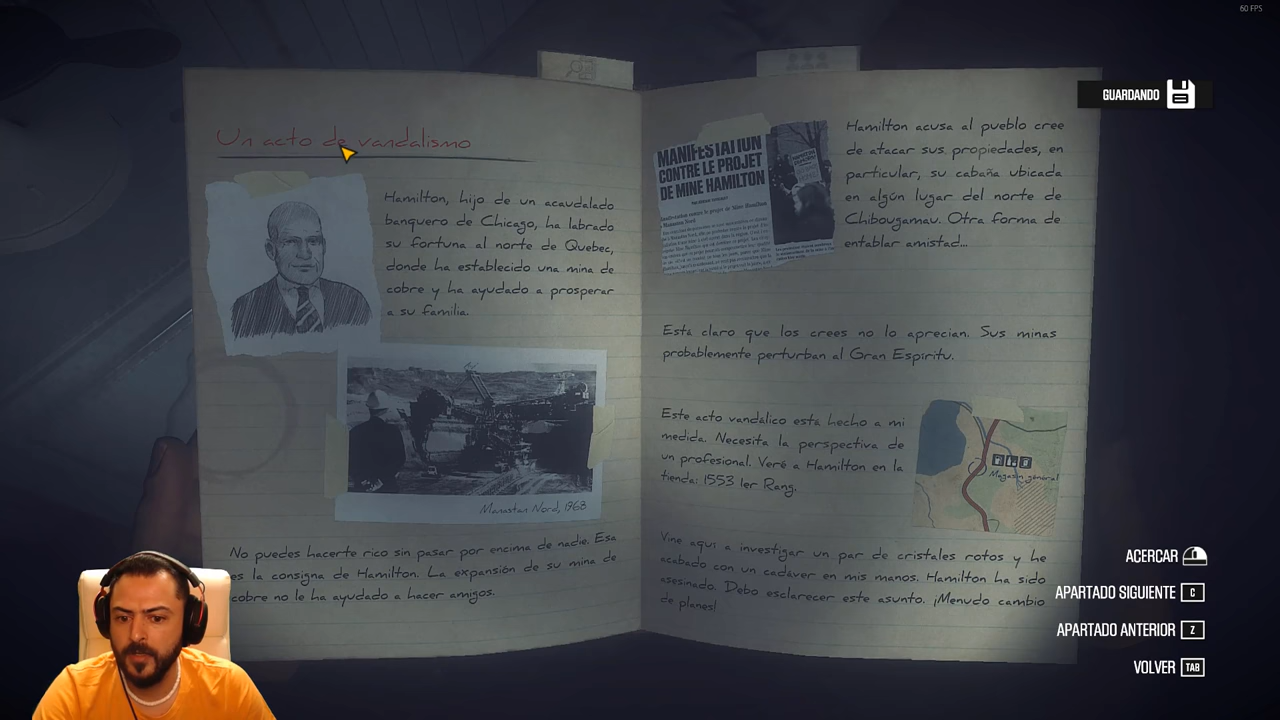 60 FPS
GUARDANDO
Un acto de vandalismo
Hamilton, hijo de un acaudalado
banquero de Chicago, ha labrado
su fortuna al norte de Quebec,
donde ha establecido una mina de
cobre y ha ayudado a prosperar
a su familia.
Manastan Nord, 1963
No puedes hacerte rico sin pasar por encima de nadie. Esa
es la consigna de Hamilton. La expansión de su mina de
cobre no le ha ayudado a hacer amigos.
MANIFESTATION
CONTRE LE PROJET
DE MINE HAMILTON
Hamilton acusa al pueblo cree
de atacar sus propiedades, en
particular, su cabaña ubicada
en algún lugar del norte de
Chibougamau. Otra forma de
entablar amistad...
Está claro que los crees no lo aprecian. Sus minas
probablemente perturban al Gran Espíritu.
Este acto vandálico está hecho a mi
medida. Necesita la perspectiva de
un profesional. Veré a Hamilton en la
tienda: 1553 1er Rang.
Magasin général
Vine aquí a investigar un par de cristales rotos y he
acabado con un cadáver en mis manos. Hamilton ha sido
asesinado. Debo esclarecer este asunto. ¡Menudo cambio
de planes!
ACERCAR
APARTADO SIGUIENTE C
APARTADO ANTERIOR Z
VOLVER TAB